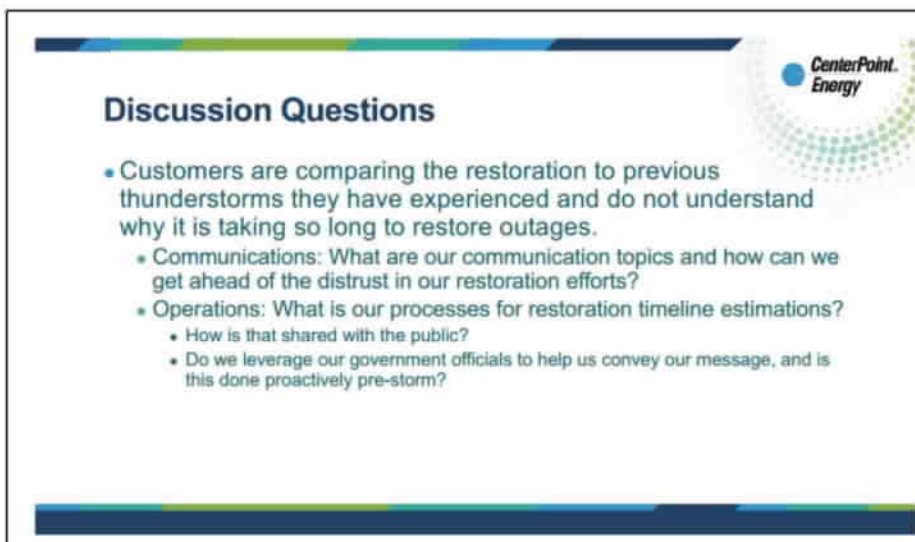 CenterPoint.
Energy
Discussion Questions
• Customers are comparing the restoration to previous
thunderstorms they have experienced and do not understand
why it is taking so long to restore outages.
• Communications: What are our communication topics and how can we
get ahead of the distrust in our restoration efforts?
• Operations: What is our processes for restoration timeline estimations?
• How is that shared with the public?
• Do we leverage our government officials to help us convey our message, and is
this done proactively pre-storm?